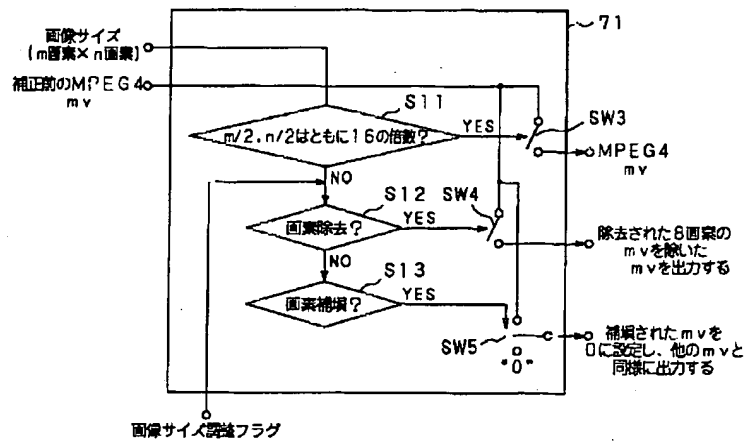 画像サイズ
(m画素×n画素)
補正前のMPEG4
mv
71
S11
m/2,n/2はともに16の倍数?
YES
SW3
MPEG4
mv
NO
S12
画素除去?
YES
SW4
除去された8画素の
mvを除いた
mvを出力する
NO
S13
画素補填?
YES
SW5
"0"
補填されたmvを
0に設定し、他のmvと
同様に出力する
画像サイズ調整フラグ